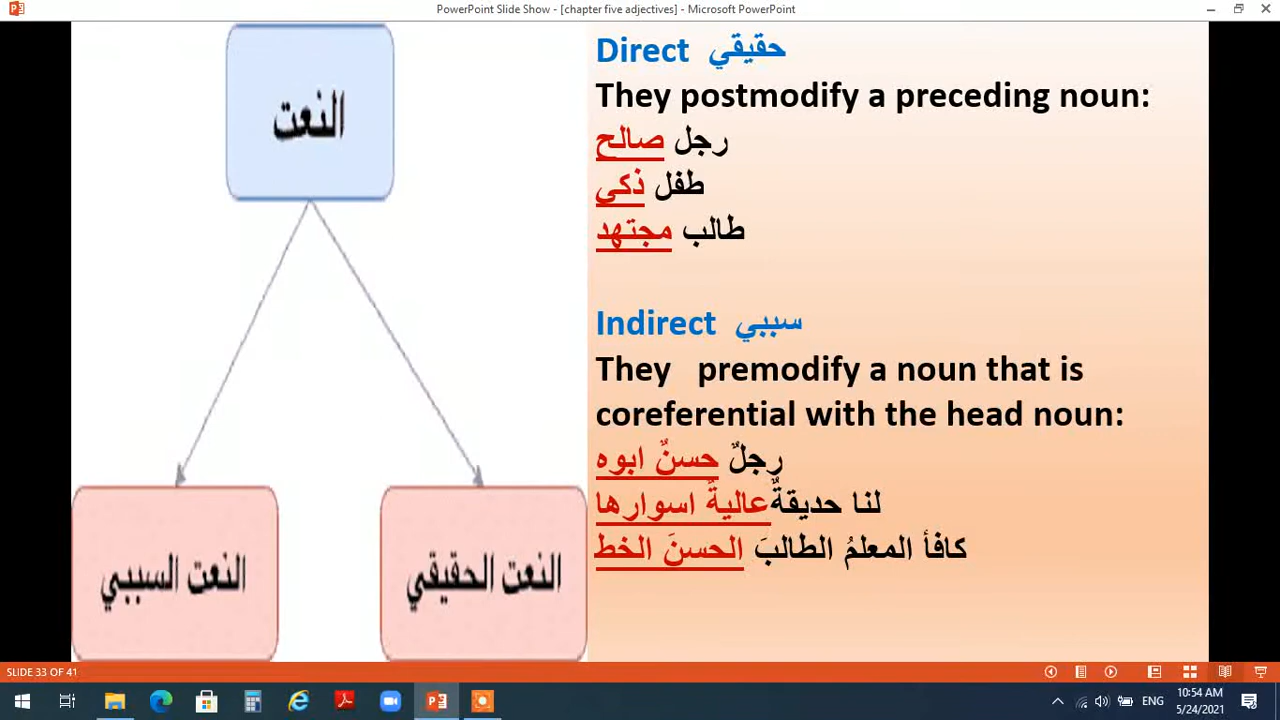 PowerPoint Slide Show - [chapter five adjectives] - Microsoft PowerPoint
النعت
النعت الحقيقي
النعت السببي
Direct حقيقي
They postmodify a preceding noun:
رجل صالح
طفل ذكي
طالب مجتهد
Indirect سببي
They premodify a noun that is
coreferential with the head noun:
رجلٌ حسنٌ ابوه
لنا حديقةٌ عاليةٌ اسوارها
كافأ المعلمُ الطالبَ الحسنَ الخط
SLIDE 33 OF 41
ENG
10:54 AM
5/24/2021